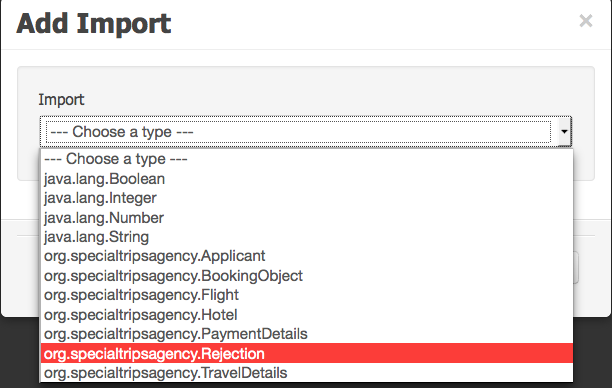 Add Import
×
Import
--- Choose a type ---
--- Choose a type ---
java.lang.Boolean
java.lang.Integer
java.lang.Number
java.lang.String
org.specialtripsagency.Applicant
org.specialtripsagency.BookingObject
org.specialtripsagency.Flight
org.specialtripsagency.Hotel
org.specialtripsagency.PaymentDetails
org.specialtripsagency.Rejection
org.specialtripsagency.TravelDetails